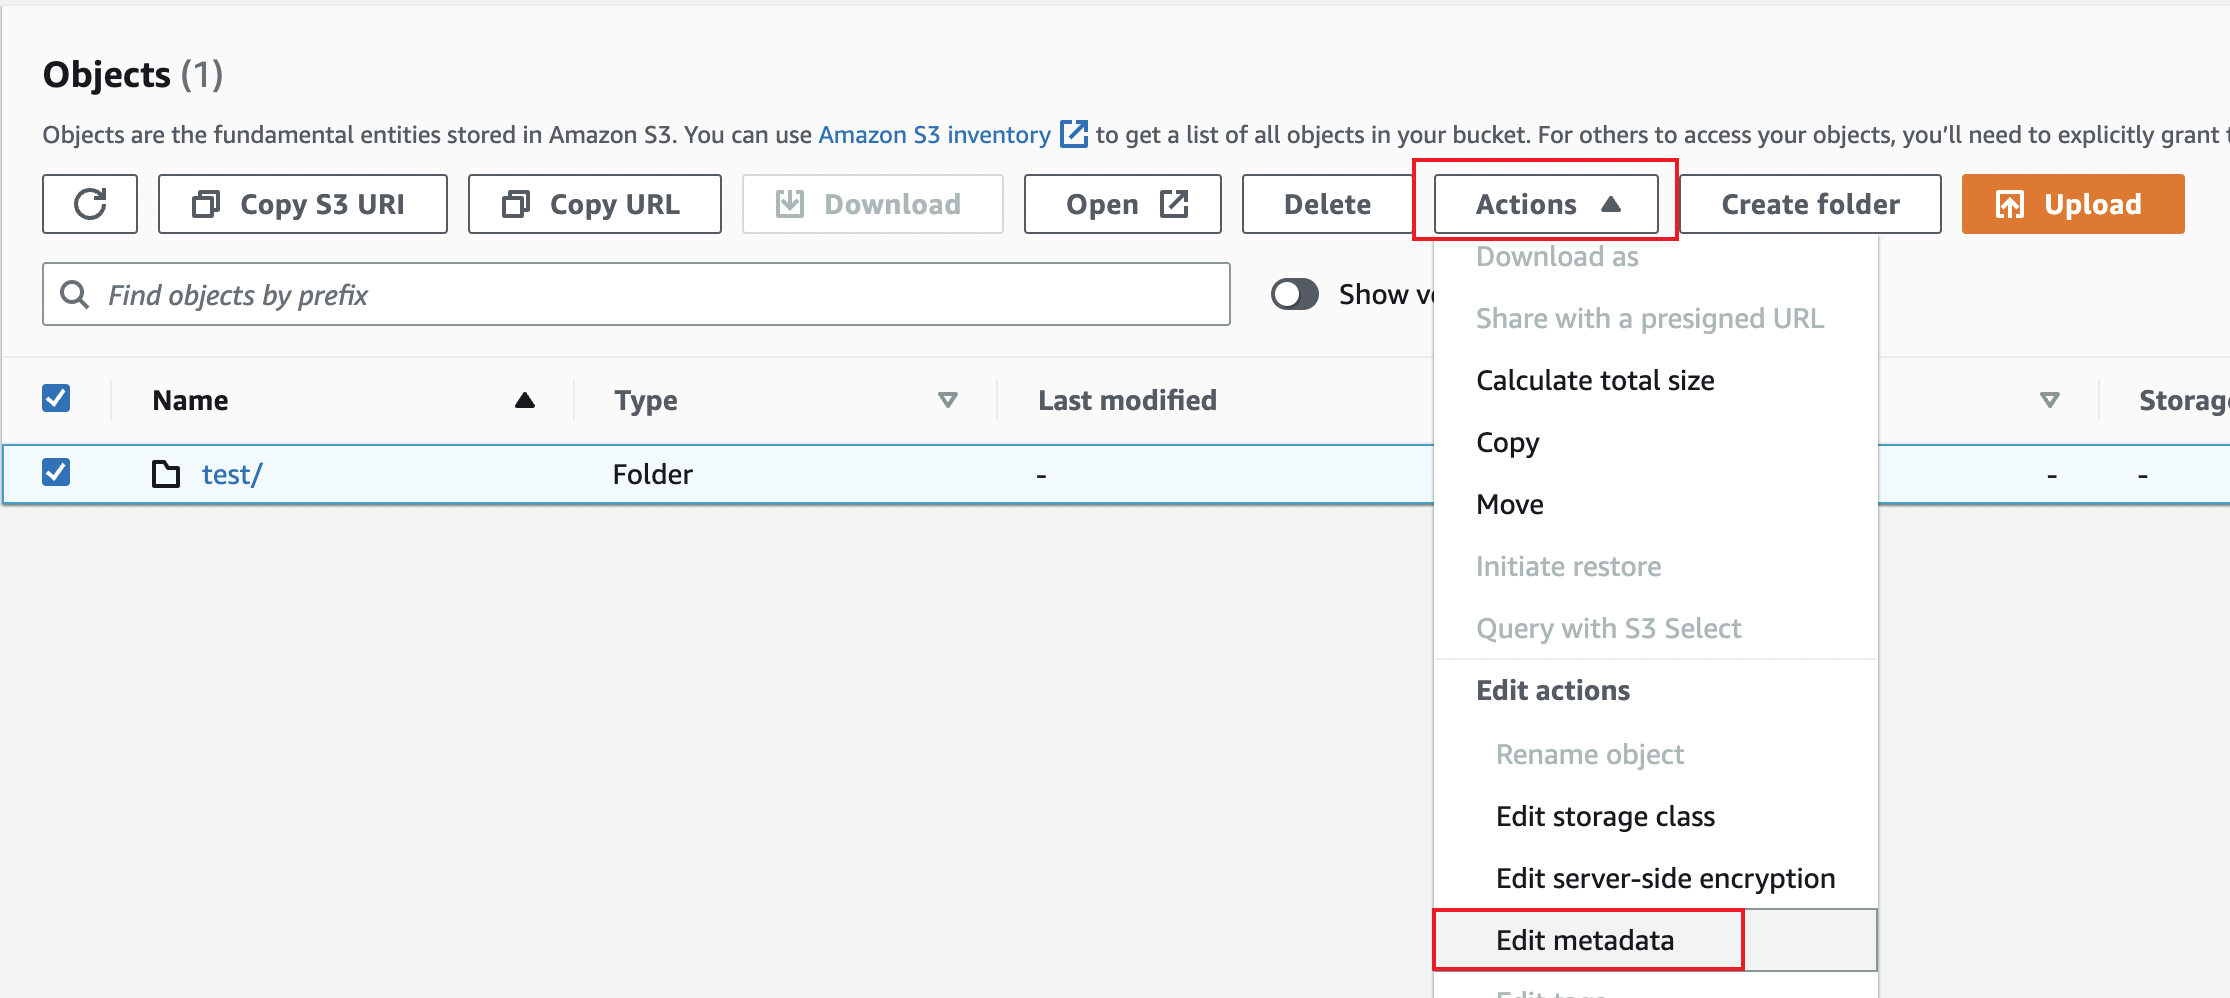 Objects (1)
Objects are the fundamental entities stored in Amazon S3. You can use Amazon S3 inventory to get a list of all objects in your bucket. For others to access your objects, you'll need to explicitly grant
Copy S3 URI Copy URL Download Open Delete Actions Create folder Upload
Find objects by prefix Show
Name Type Last modified
test/ Folder - - -
Download as
Share with a presigned URL
Calculate total size
Copy
Move
Initiate restore
Query with S3 Select
Edit actions
Rename object
Edit storage class
Edit server-side encryption
Edit metadata